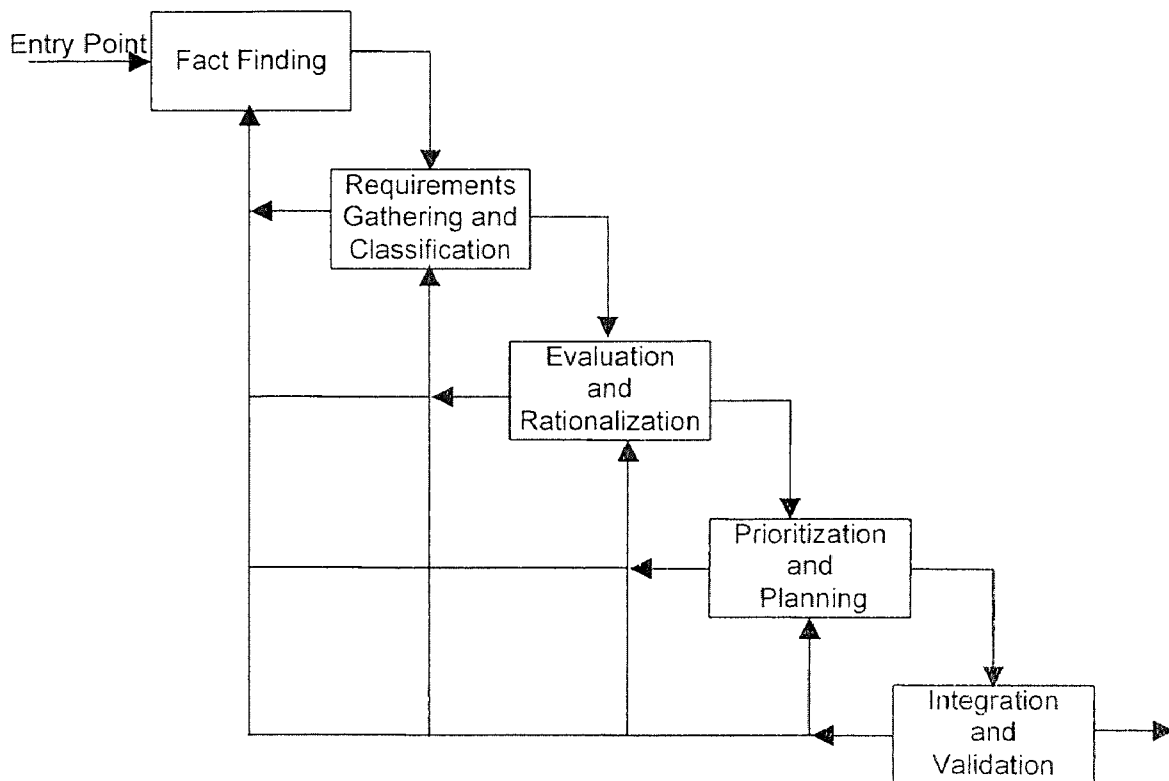 Entry Point
Fact Finding
Requirements
Gathering and
Classification
Evaluation
and
Rationalization
Prioritization
and
Planning
Integration
and
Validation